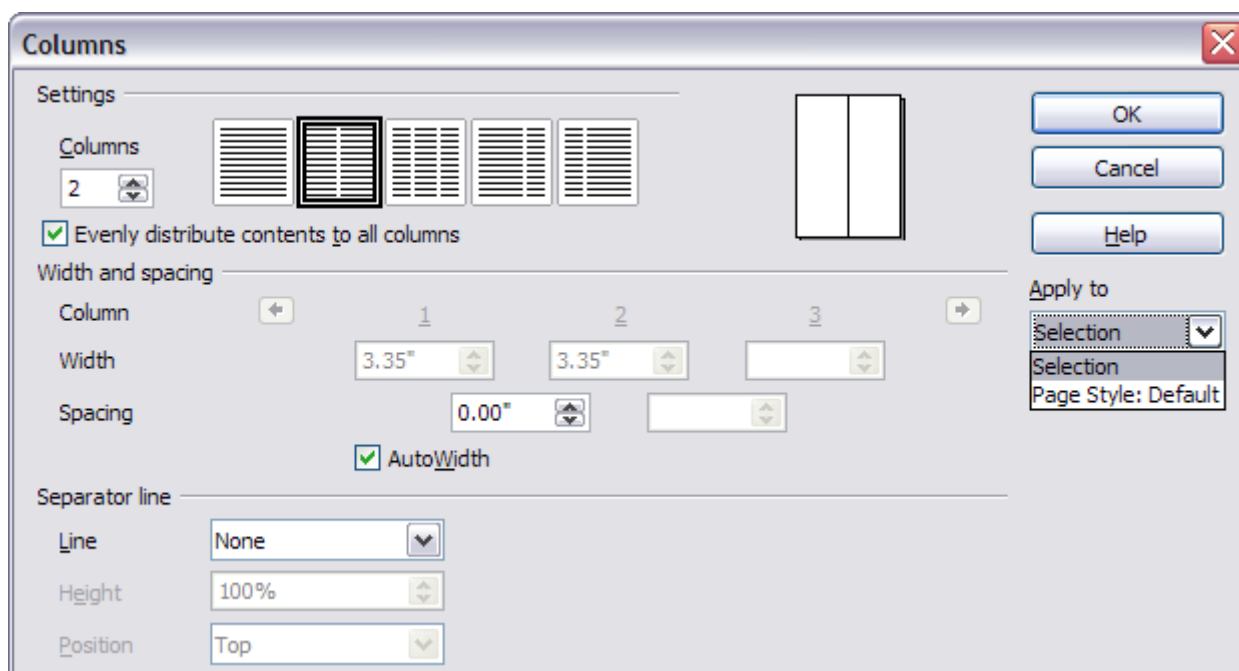 Columns
Settings
Columns
2
Evenly distribute contents to all columns
OK
Cancel
Help
Apply to
Selection
Selection
Page Style: Default
Width and spacing
Column 1 2 3
Width 3.35" 3.35"
Spacing 0.00"
AutoWidth
Separator line
Line None
Height 100%
Position Top